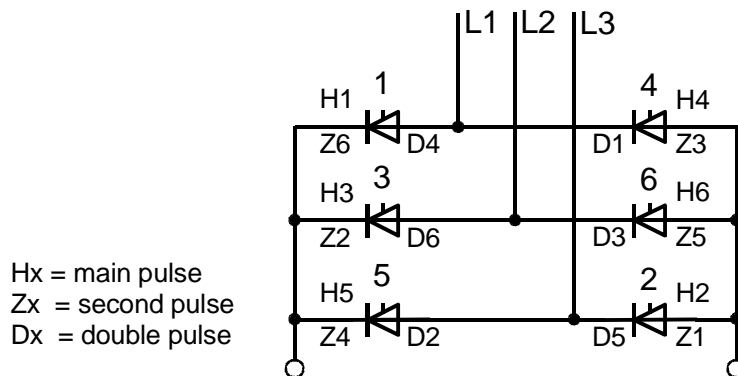 L1 L2 L3
1 4
H1 H4
Z6 D4 D1 Z3
3 6
H3 H6
Z2 D6 D3 Z5
5 2
H5 H2
Z4 D2 D5 Z1
Hx = main pulse
Zx = second pulse
Dx = double pulse